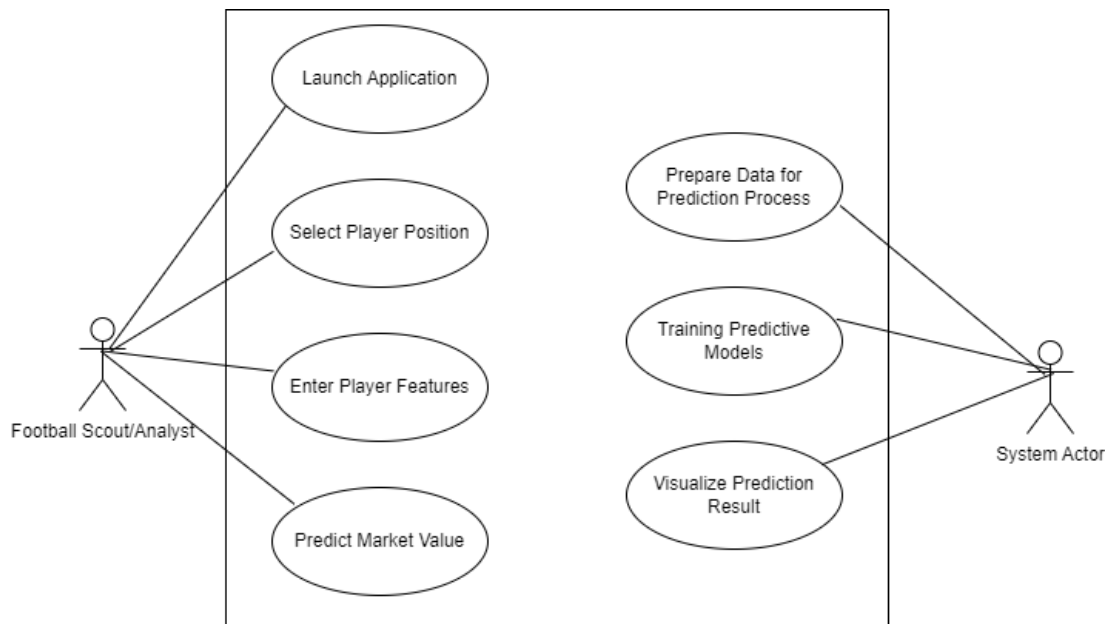 Launch Application
Select Player Position
Enter Player Features
Football Scout/Analyst
Predict Market Value
Prepare Data for
Prediction Process
Training Predictive
Models
Visualize Prediction
Result
System Actor